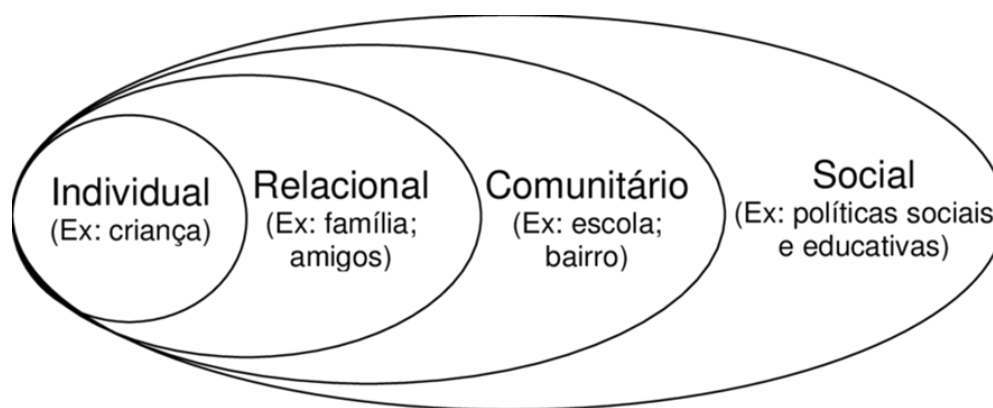 Individual
(Ex: criança)
Relacional
(Ex: família;
amigos)
Comunitário
(Ex: escola;
bairro)
Social
(Ex: políticas sociais
e educativas)